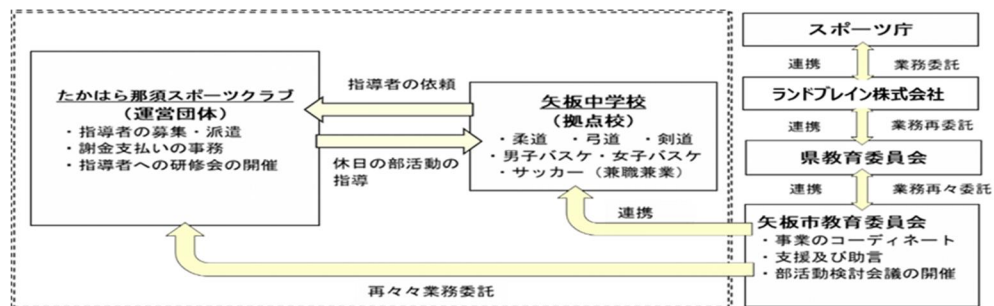 たかはら那須スポーツクラブ
（運営団体）
・指導者の募集・派遣
・謝金支払いの事務
・指導者への研修会の開催
指導者の依頼
休日の部活動の
指導
矢板中学校
（拠点校）
・柔道　・弓道　・剣道
・男子バスケ・女子バスケ
・サッカー（兼職兼業）
連携
再々々業務委託
スポーツ庁
連携　業務委託
ランドブレイン株式会社
連携　業務再委託
県教育委員会
連携　業務再々委託
矢板市教育委員会
・事業のコーディネート
・支援及び助言
・部活動検討会議の開催